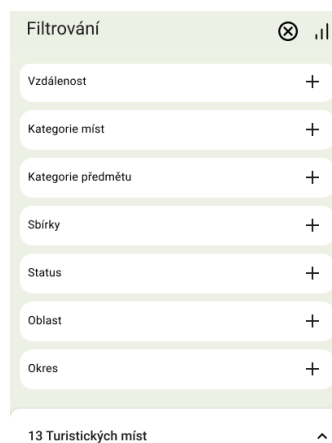 Filtrování
Vzdálenost
Kategorie míst
Kategorie předmětu
Sbírky
Status
Oblast
Okres
13 Turistických míst